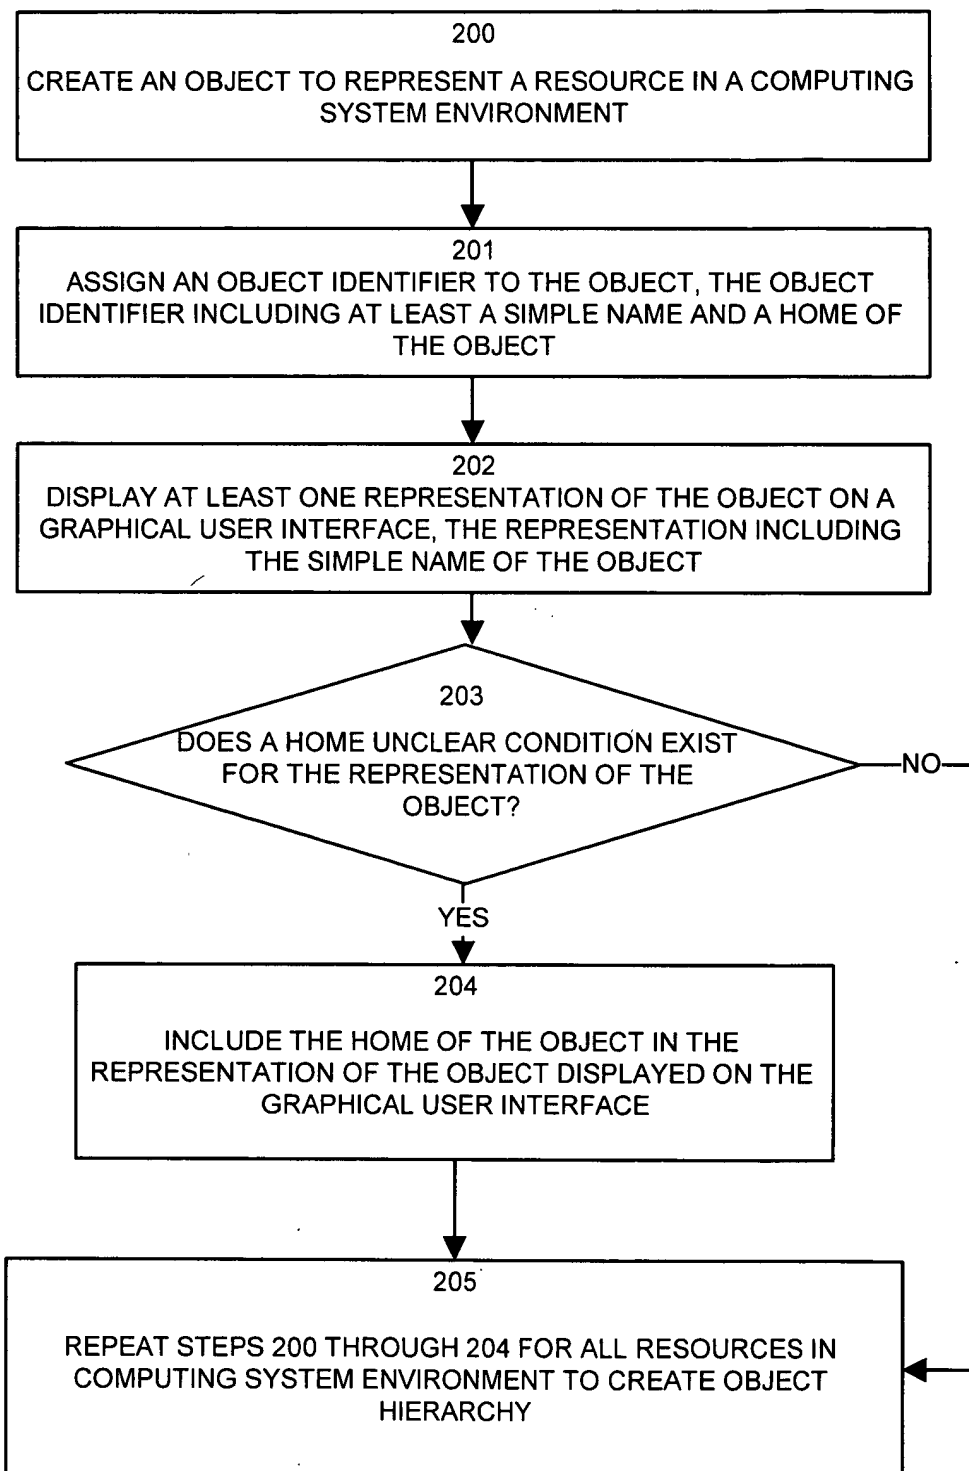 200
CREATE AN OBJECT TO REPRESENT A RESOURCE IN A COMPUTING
SYSTEM ENVIRONMENT
201
ASSIGN AN OBJECT IDENTIFIER TO THE OBJECT, THE OBJECT
IDENTIFIER INCLUDING AT LEAST A SIMPLE NAME AND A HOME OF
THE OBJECT
202
DISPLAY AT LEAST ONE REPRESENTATION OF THE OBJECT ON A
GRAPHICAL USER INTERFACE, THE REPRESENTATION INCLUDING
THE SIMPLE NAME OF THE OBJECT
203
DOES A HOME UNCLEAR CONDITION EXIST
FOR THE REPRESENTATION OF THE
OBJECT?
NO
YES
204
INCLUDE THE HOME OF THE OBJECT IN THE
REPRESENTATION OF THE OBJECT DISPLAYED ON THE
GRAPHICAL USER INTERFACE
205
REPEAT STEPS 200 THROUGH 204 FOR ALL RESOURCES IN
COMPUTING SYSTEM ENVIRONMENT TO CREATE OBJECT
HIERARCHY